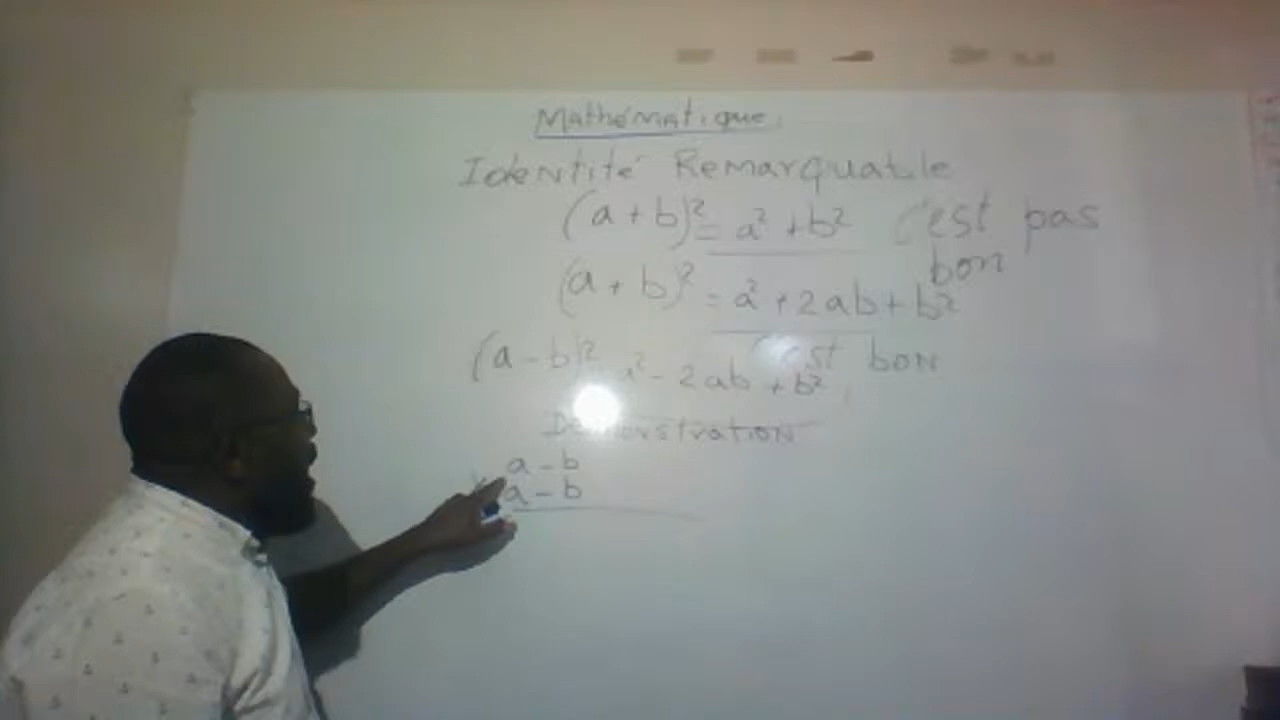 Mathématique
Identité Remarquable
(a + b)² = a² + b² c'est pas
bon
(a + b)² = a² + 2ab + b²
c'est bon
(a - b)² a² - 2ab + b²
Demonstration
a - b
x a - b